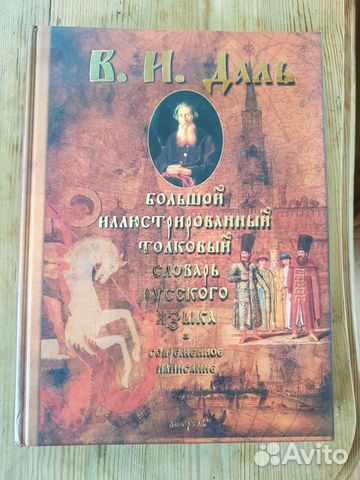 В. И. Даль
БОЛЬШОЙ
ИЛЛЮСТРИРОВАННЫЙ
ТОЛКОВЫЙ
СЛОВАРЬ
РУССКОГО
ЯЗЫКА
СОВРЕМЕННОЕ
НАПИСАНИЕ
Avito